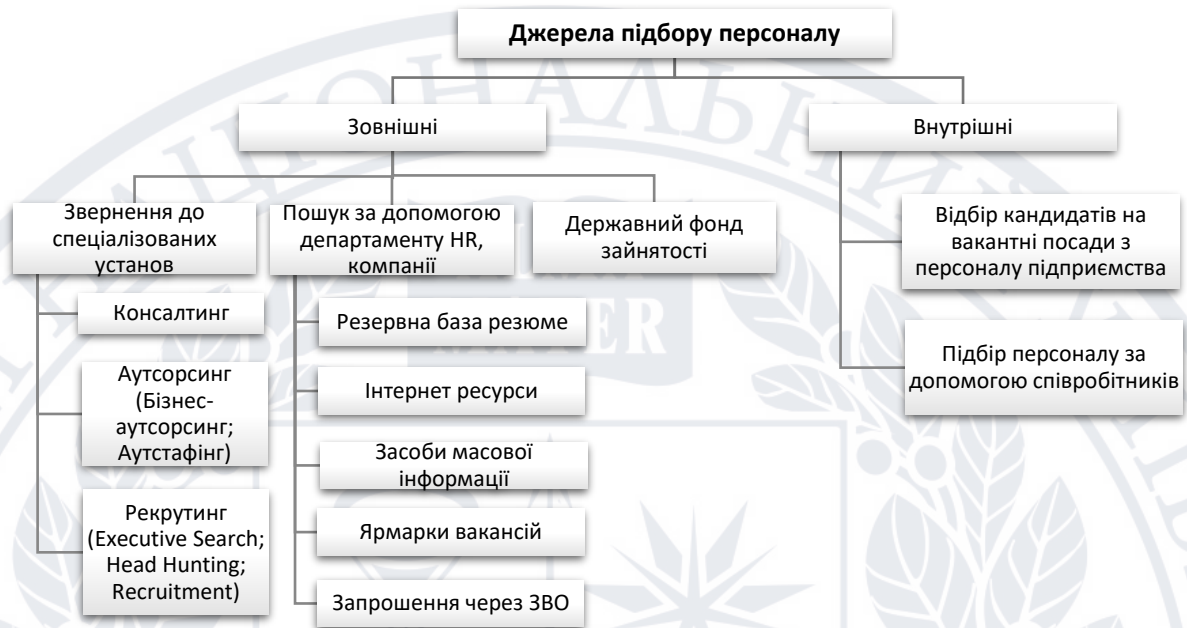 Джерела підбору персоналу
Зовнішні
Внутрішні
Звернення до
спеціалізованих
установ
Пошук за допомогою
департаменту HR,
компанії
Державний фонд
зайнятості
Відбір кандидатів на
вакантні посади з
персоналу підприємства
Консалтинг
Аутсорсинг
(Бізнес-
аутсорсинг;
Аутстафінг)
Рекрутинг
(Executive Search;
Head Hunting;
Recruitment)
Резервна база резюме
Інтернет ресурси
Засоби масової
інформації
Ярмарки вакансій
Запрошення через ЗВО
Підбір персоналу за
допомогою співробітників